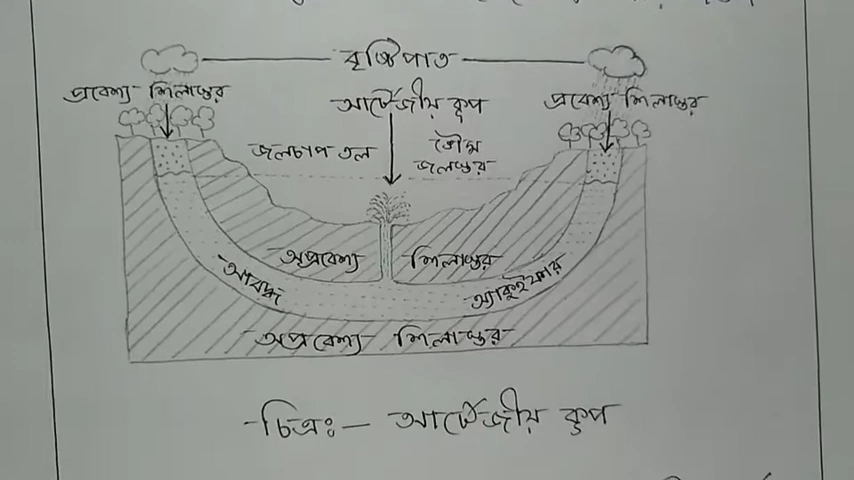 বৃষ্টিপাত
প্রবেশ্য শিলাস্তর
আর্টেজীয় কূপ
প্রবেশ্য শিলাস্তর
জলচাপ তল
ভৌম
জলস্তর
অপ্রবেশ্য শিলাস্তর
আবদ্ধ
অ্যাকুইফার
অপ্রবেশ্য শিলাস্তর
চিত্রঃ— আর্টেজীয় কূপ